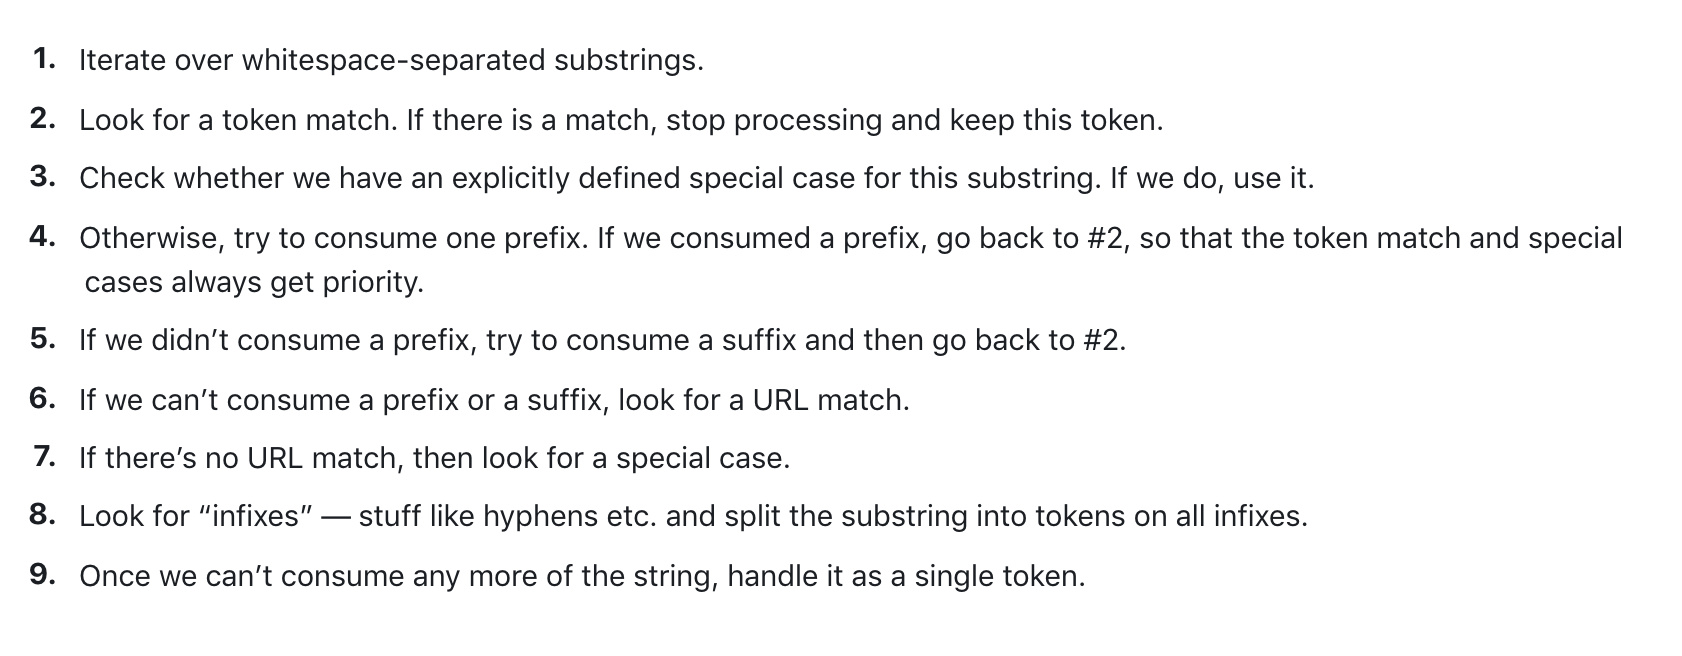 1. Iterate over whitespace-separated substrings.
2. Look for a token match. If there is a match, stop processing and keep this token.
3. Check whether we have an explicitly defined special case for this substring. If we do, use it.
4. Otherwise, try to consume one prefix. If we consumed a prefix, go back to #2, so that the token match and special
cases always get priority.
5. If we didn’t consume a prefix, try to consume a suffix and then go back to #2.
6. If we can’t consume a prefix or a suffix, look for a URL match.
7. If there’s no URL match, then look for a special case.
8. Look for “infixes” — stuff like hyphens etc. and split the substring into tokens on all infixes.
9. Once we can’t consume any more of the string, handle it as a single token.